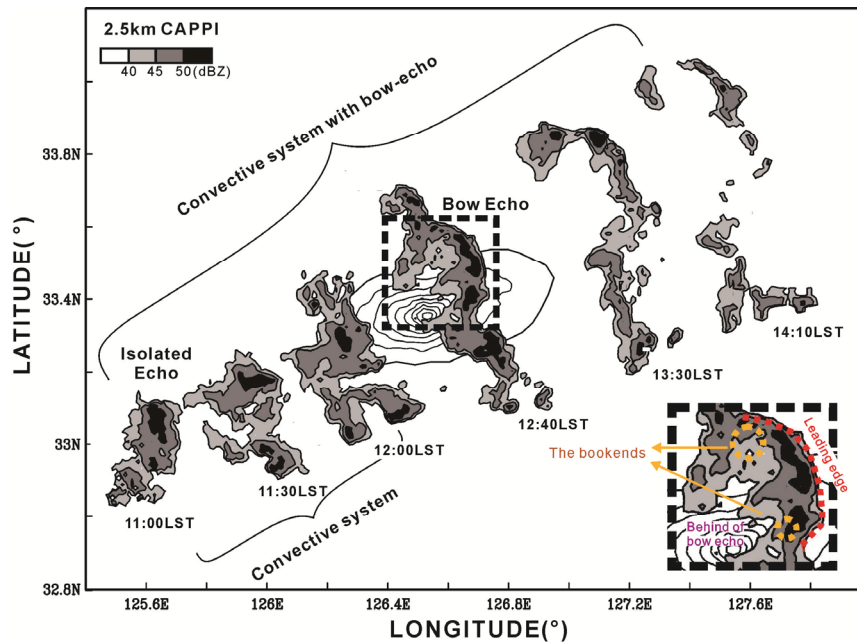 2.5km CAPPI
40 45 50(dBZ)
Convective system with bow-echo
Bow Echo
Isolated
Echo
11:00LST
11:30LST
12:00LST
12:40LST
13:30LST
14:10LST
Convective system
The bookends
Leading edge
Behind of
bow echo
LATITUDE(°)
33.8N
33.4N
33N
32.8N
125.6E 126E 126.4E 126.8E 127.2E 127.6E
LONGITUDE(°)